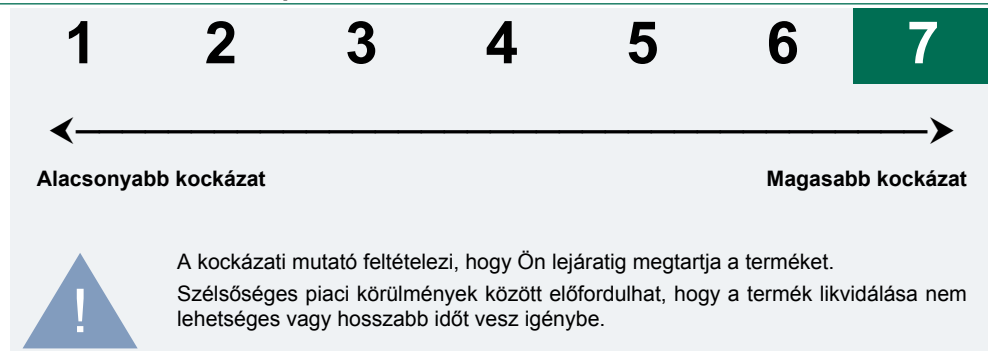 1 2 3 4 5 6 7
Alacsonyabb kockázat Magasabb kockázat
A kockázati mutató feltételezi, hogy Ön lejáratig megtartja a terméket.
Szélsőséges piaci körülmények között előfordulhat, hogy a termék likvidálása nem
lehetséges vagy hosszabb időt vesz igénybe.
!